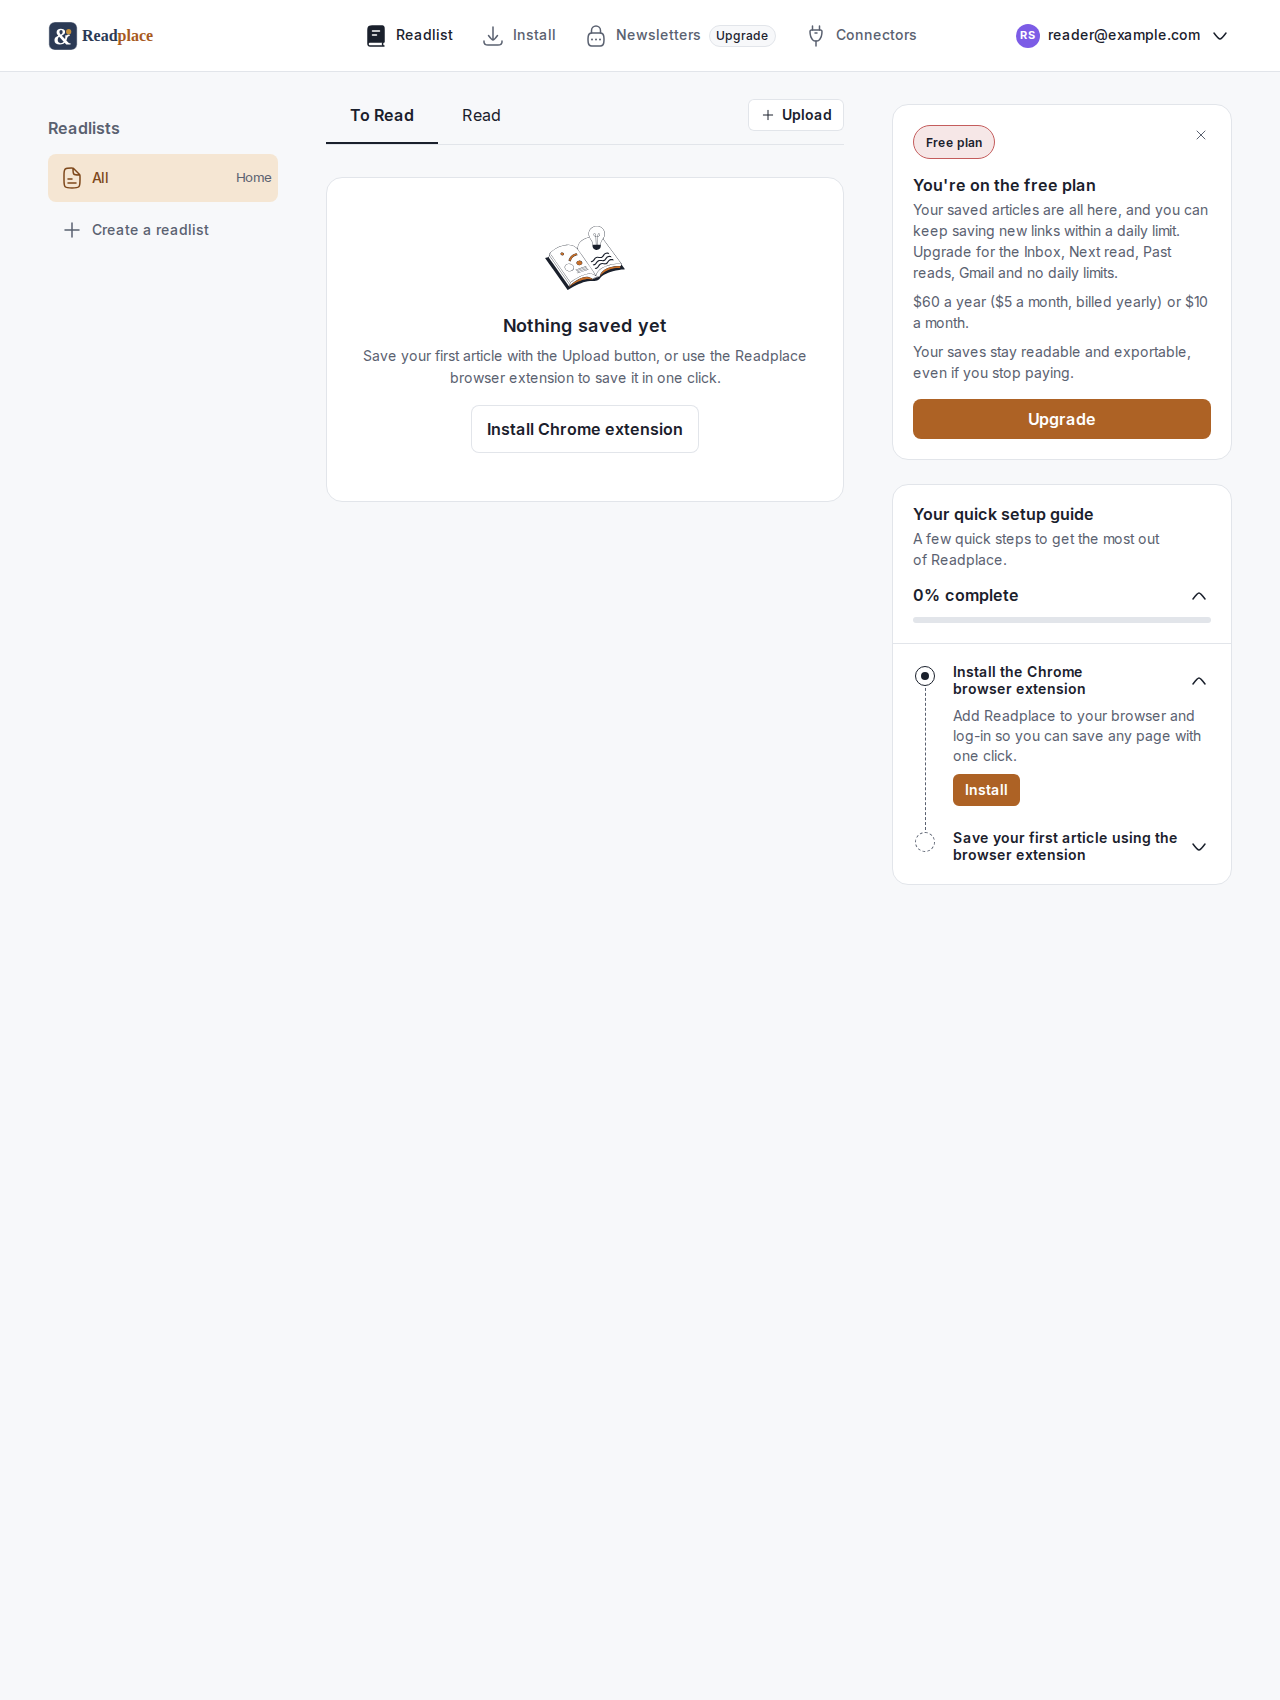 & Readplace
Readlist
Install
Newsletters
Upgrade
Connectors
RS
reader@example.com
Readlists
All
Home
Create a readlist
To Read
Read
Upload
Nothing saved yet
Save your first article with the Upload button, or use the Readplace
browser extension to save it in one click.
Install Chrome extension
Free plan
You're on the free plan
Your saved articles are all here, and you can
keep saving new links within a daily limit.
Upgrade for the Inbox, Next read, Past
reads, Gmail and no daily limits.
$60 a year ($5 a month, billed yearly) or $10
a month.
Your saves stay readable and exportable,
even if you stop paying.
Upgrade
Your quick setup guide
A few quick steps to get the most out
of Readplace.
0% complete
Install the Chrome
browser extension
Add Readplace to your browser and
log-in so you can save any page with
one click.
Install
Save your first article using the
browser extension